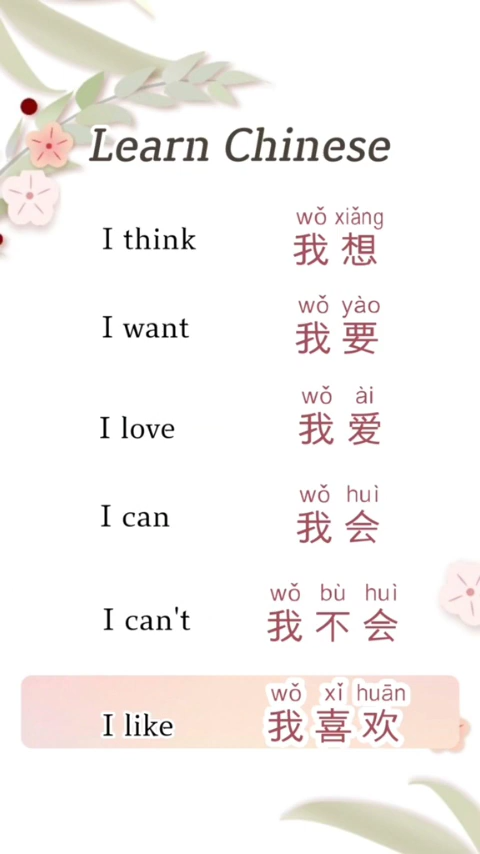 Learn Chinese
wǒ xiǎng
I think 我 想
wǒ yào
I want 我 要
wǒ ài
I love 我 爱
wǒ huì
I can 我 会
wǒ bù huì
I can't 我 不 会
wǒ xǐ huān
I like 我 喜 欢